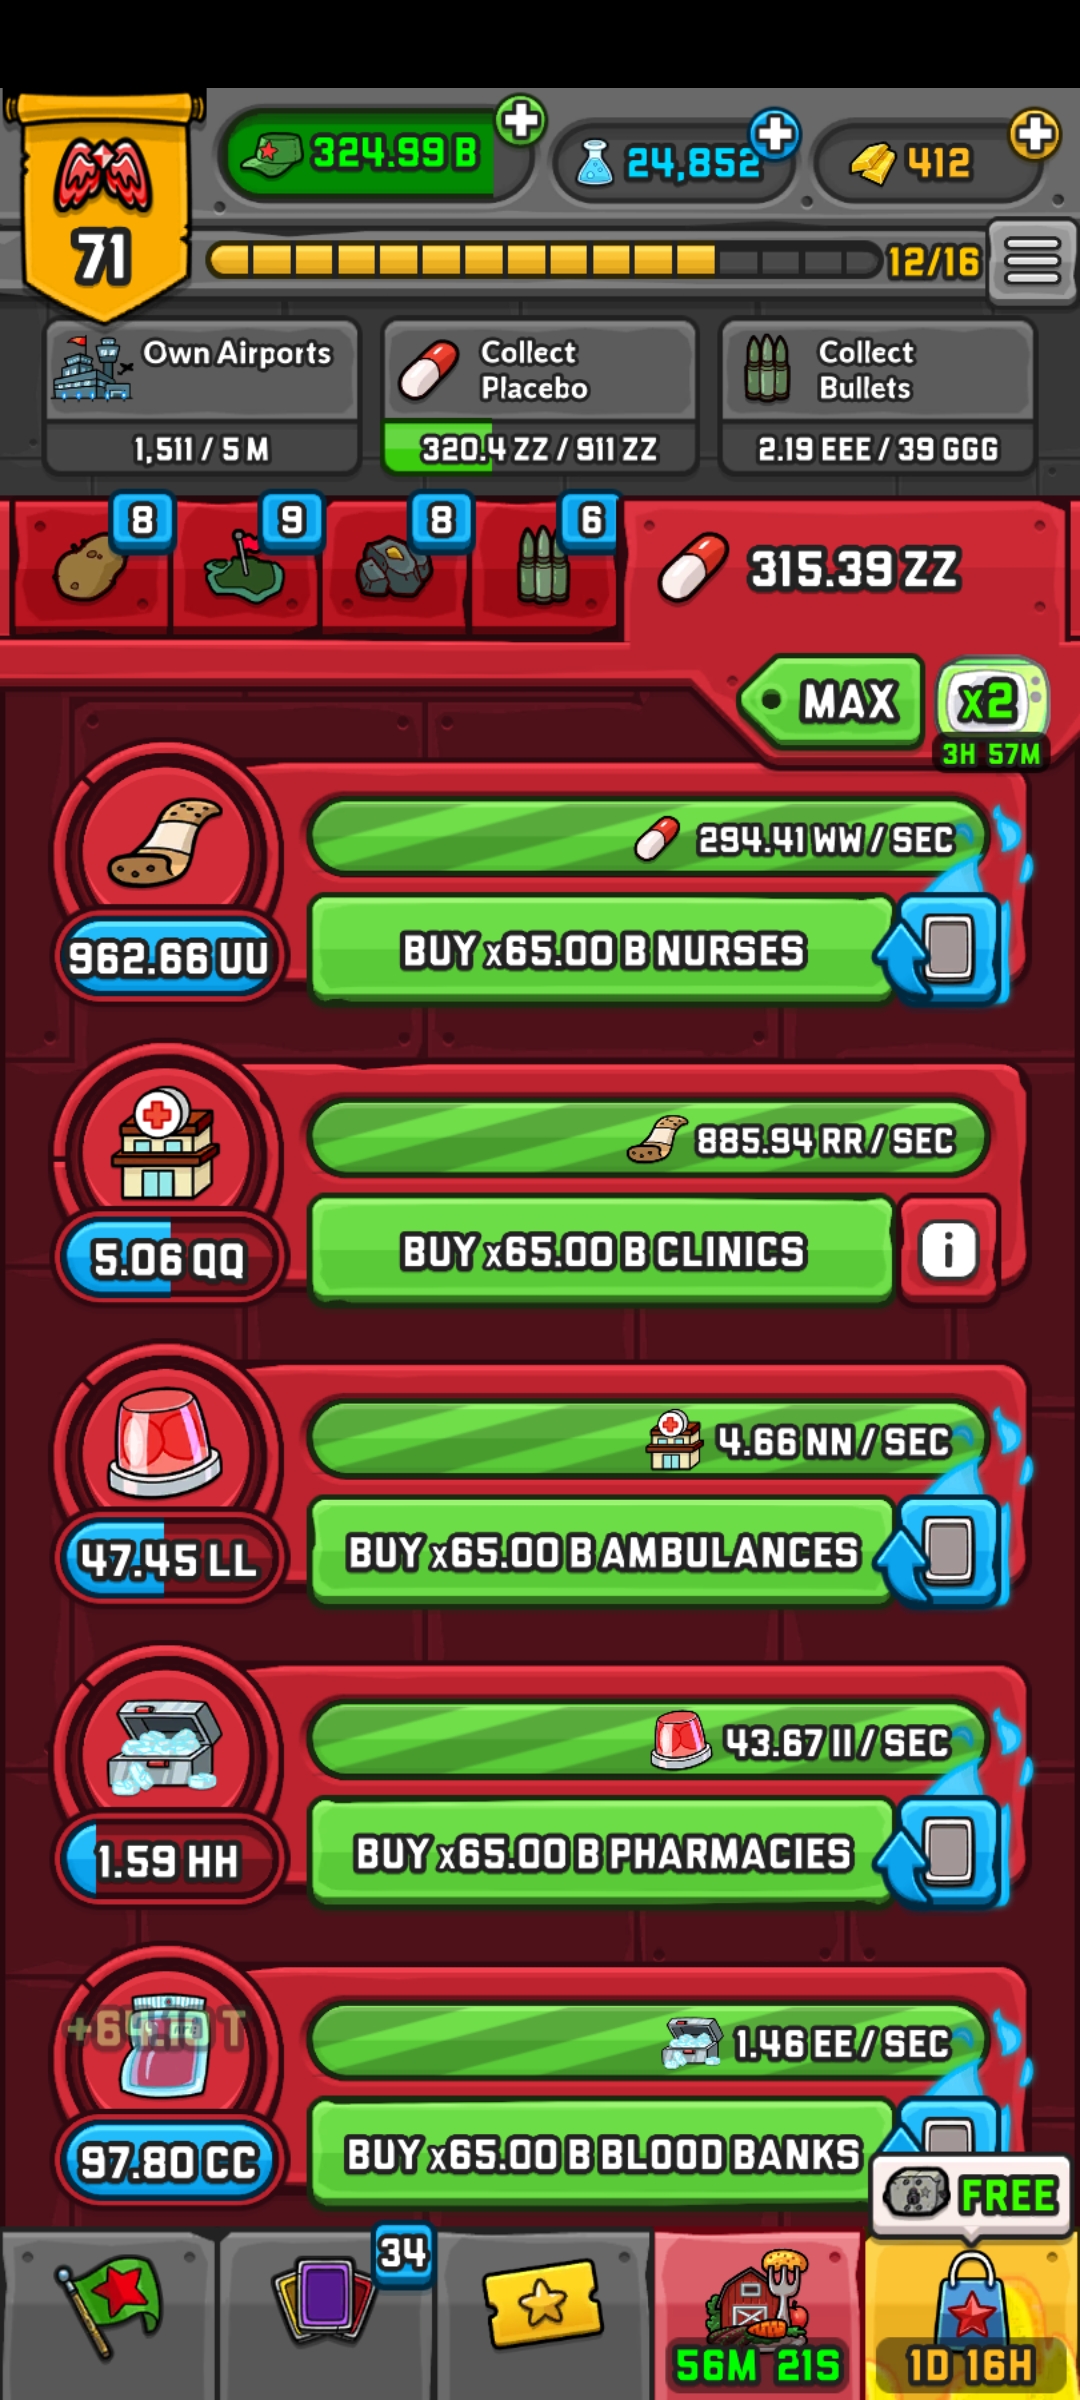 71
324.99 B
24,852
412
12/16
Own Airports
1,511 / 5 M
Collect
Placebo
320.4 ZZ / 911 ZZ
Collect
Bullets
2.19 EEE / 39 GGG
8
9
8
6
315.39 ZZ
MAX
x2
3H 57M
294.41 WW / SEC
962.66 UU
BUY x65.00 B NURSES
885.94 RR / SEC
5.06 QQ
BUY x65.00 B CLINICS
i
4.66 NN / SEC
47.45 LL
BUY x65.00 B AMBULANCES
43.67 II / SEC
1.59 HH
BUY x65.00 B PHARMACIES
1.46 EE / SEC
97.80 CC
BUY x65.00 B BLOOD BANKS
FREE
34
56M 21S
1D 16H